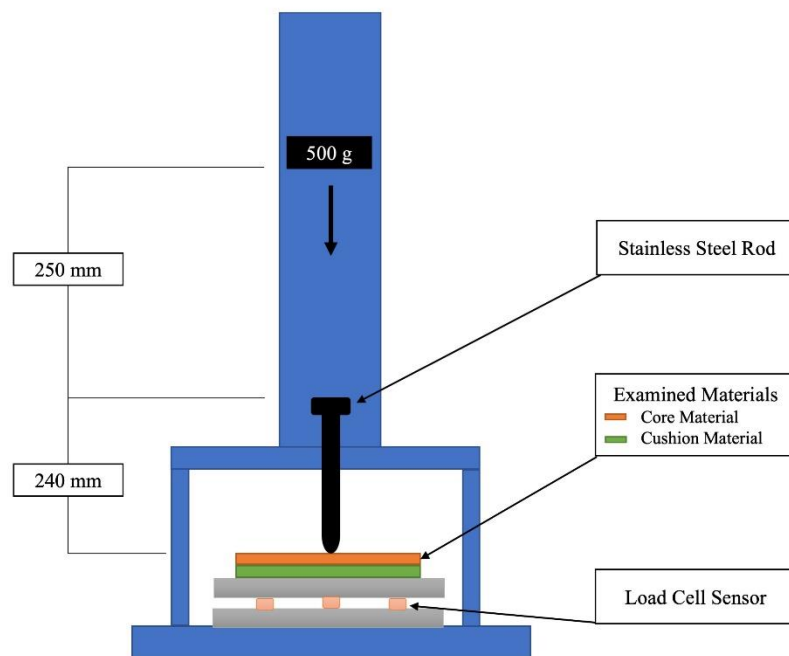 500 g
250 mm
Stainless Steel Rod
Examined Materials
Core Material
Cushion Material
240 mm
Load Cell Sensor